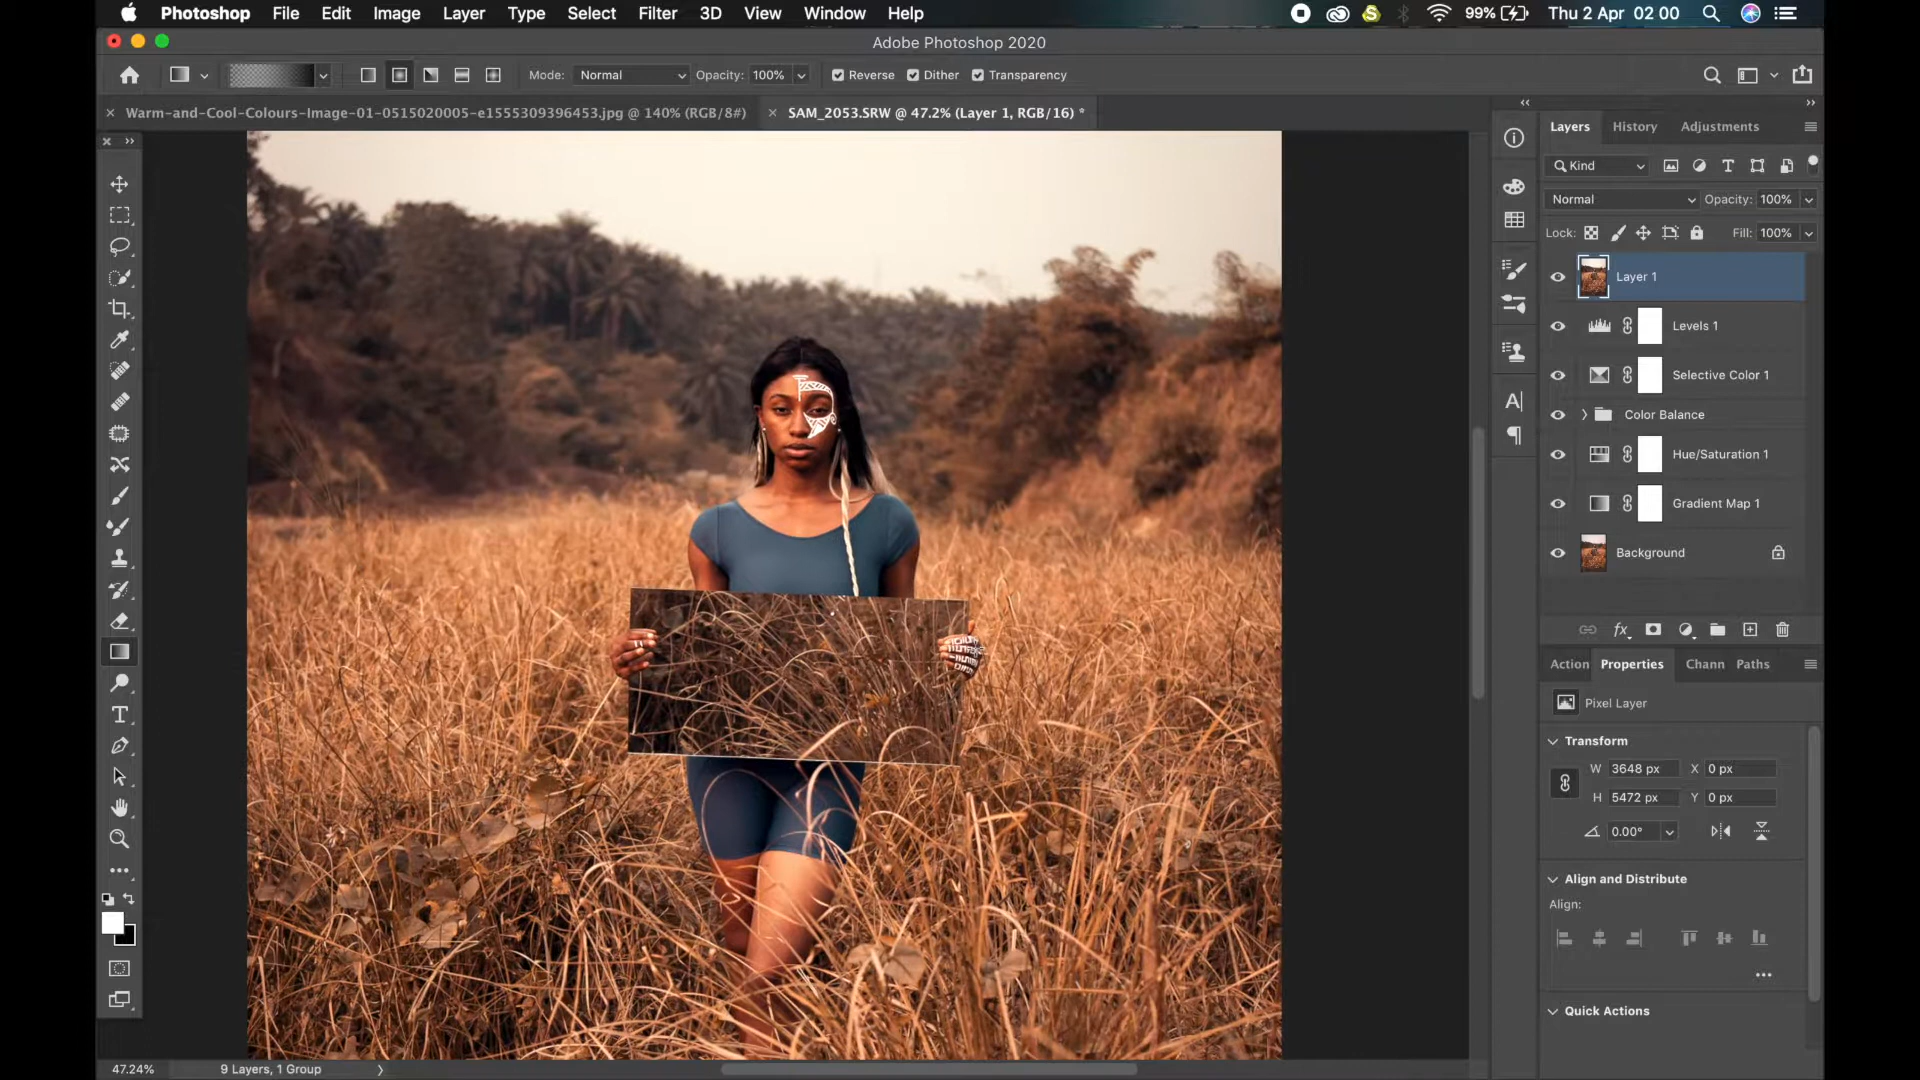 Photoshop File Edit Image Layer Type Select Filter 3D View Window Help 99% Thu 2 Apr 02 00
Adobe Photoshop 2020
Mode: Normal Opacity: 100% Reverse Dither Transparency
Warm-and-Cool-Colours-Image-01-0515020005-e1555309396453.jpg @ 140% (RGB/8#) SAM_2053.SRW @ 47.2% (Layer 1, RGB/16) *
Layers History Adjustments
Kind
Normal Opacity: 100%
Lock: Fill: 100%
Layer 1
Levels 1
Selective Color 1
Color Balance
Hue/Saturation 1
Gradient Map 1
Background
fx
Action Properties Chann Paths
Pixel Layer
Transform
W 3648 px X 0 px
H 5472 px Y 0 px
0.00°
Align and Distribute
Align:
Quick Actions
47.24% 9 Layers, 1 Group